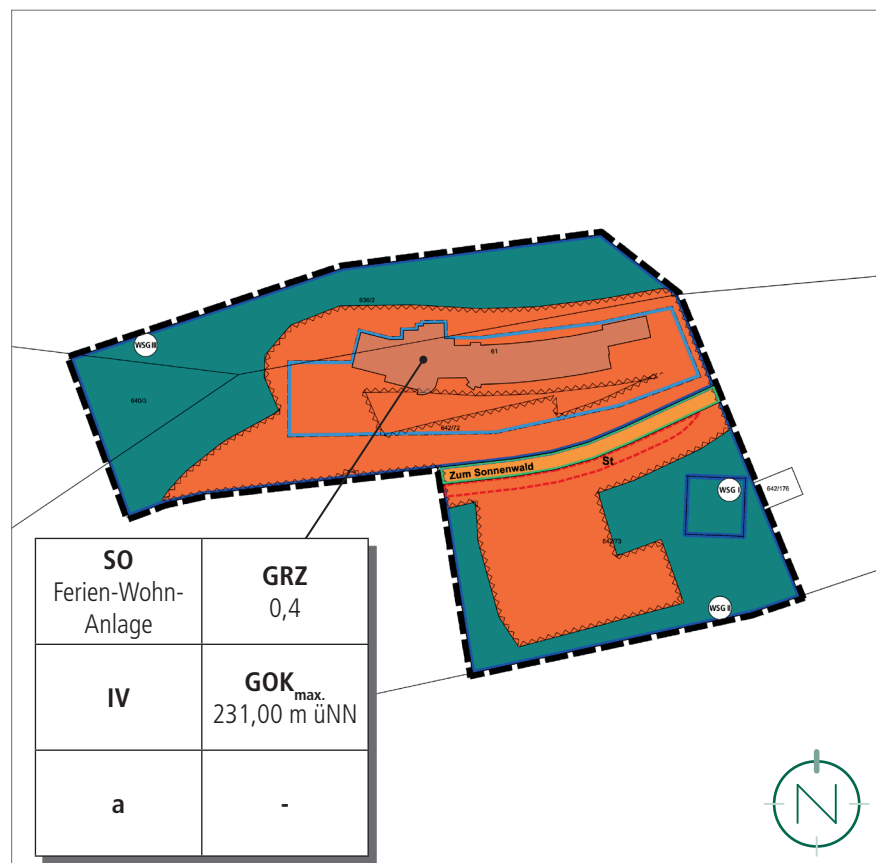 636/2
WSG III
61
640/3
642/72
Zum Sonnenwald
St
WSG I
642/176
642/73
WSG II
SO
Ferien-Wohn-
Anlage
GRZ
0,4
IV
GOKmax.
231,00 m üNN
a
-
N